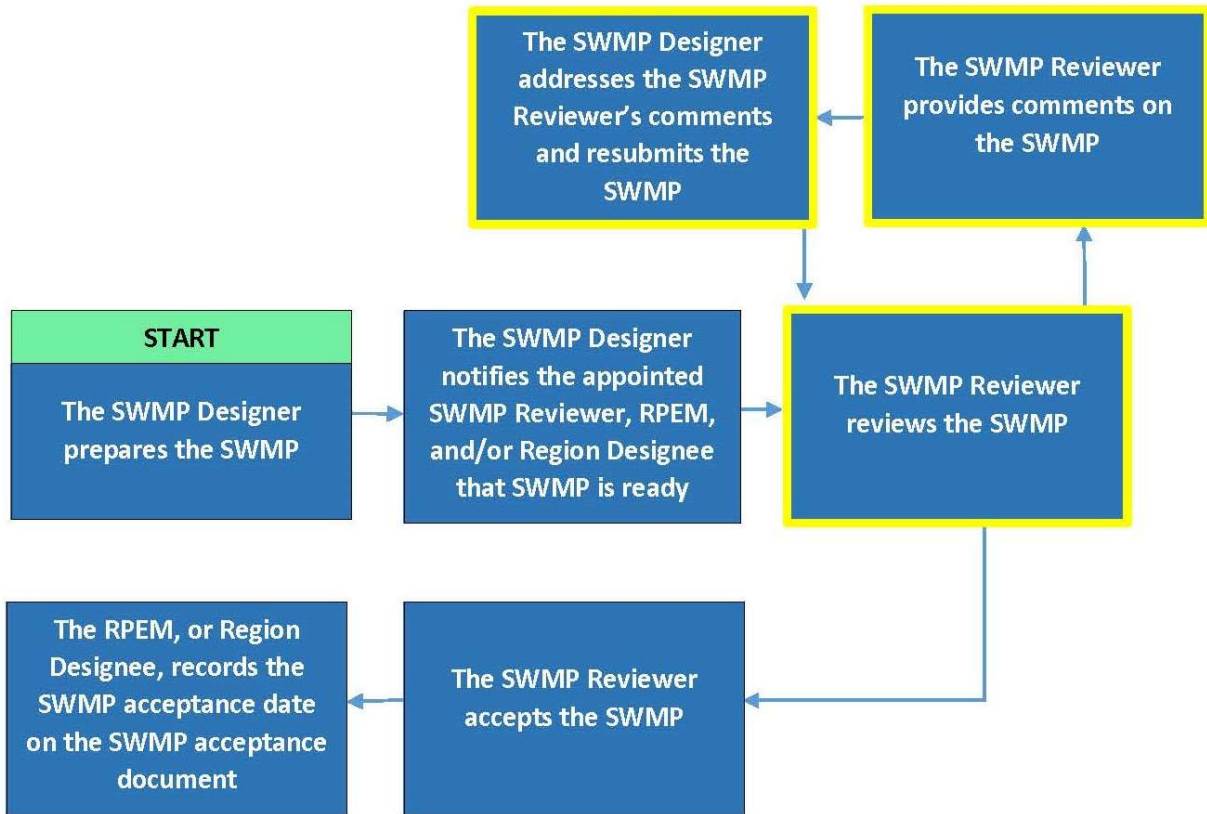 START
The SWMP Designer
prepares the SWMP
The SWMP Designer
notifies the appointed
SWMP Reviewer, RPEM,
and/or Region Designee
that SWMP is ready
The SWMP Reviewer
reviews the SWMP
The SWMP Reviewer
provides comments on
the SWMP
The SWMP Designer
addresses the SWMP
Reviewer’s comments
and resubmits the
SWMP
The SWMP Reviewer
accepts the SWMP
The RPEM, or Region
Designee, records the
SWMP acceptance date
on the SWMP acceptance
document